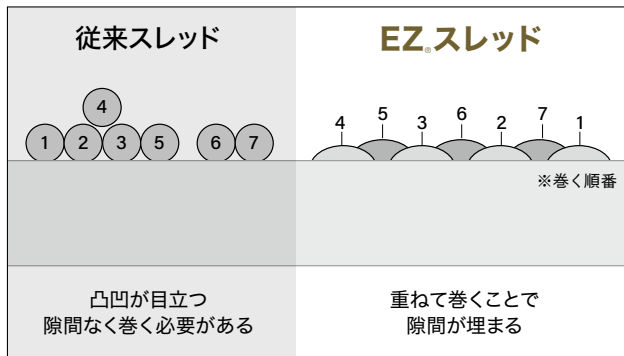 従来スレッド
4
1 2 3 5 6 7
凸凹が目立つ
隙間なく巻く必要がある
EZ®スレッド
4 5 3 6 2 7 1
※巻く順番
重ねて巻くことで
隙間が埋まる